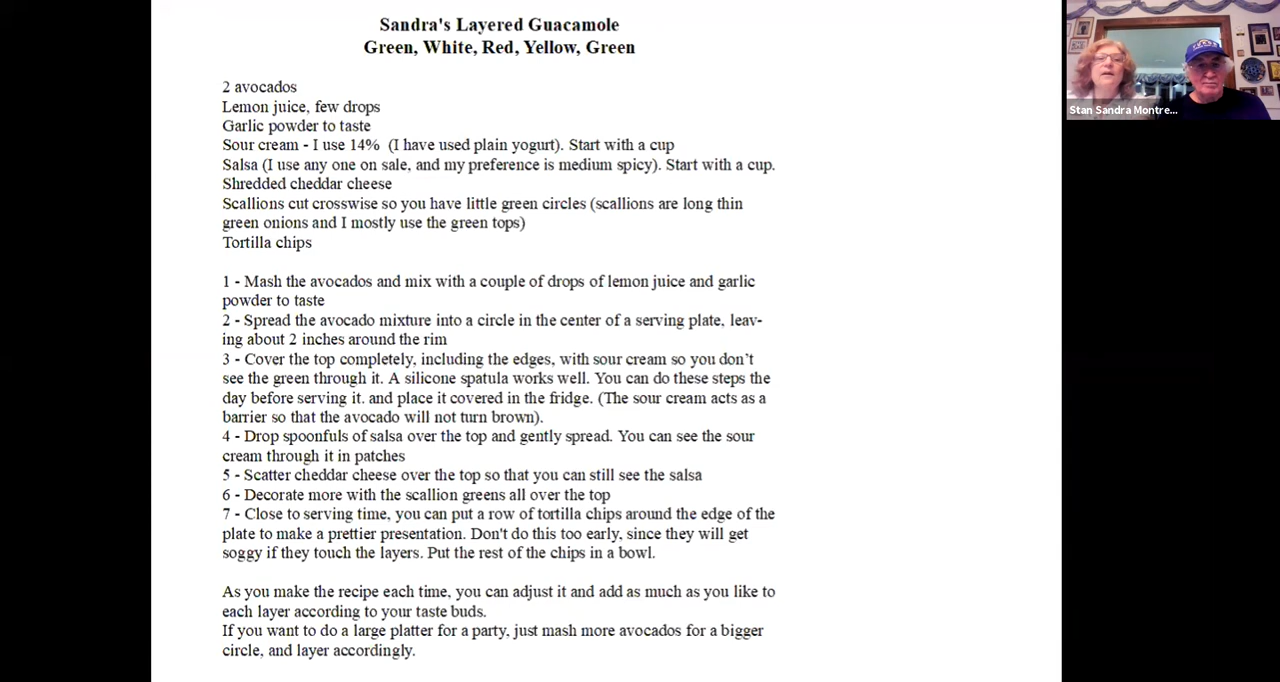 Sandra's Layered Guacamole
Green, White, Red, Yellow, Green
2 avocados
Lemon juice, few drops
Garlic powder to taste
Sour cream - I use 14% (I have used plain yogurt). Start with a cup
Salsa (I use any one on sale, and my preference is medium spicy). Start with a cup.
Shredded cheddar cheese
Scallions cut crosswise so you have little green circles (scallions are long thin
green onions and I mostly use the green tops)
Tortilla chips
1 - Mash the avocados and mix with a couple of drops of lemon juice and garlic
powder to taste
2 - Spread the avocado mixture into a circle in the center of a serving plate, leav-
ing about 2 inches around the rim
3 - Cover the top completely, including the edges, with sour cream so you don’t
see the green through it. A silicone spatula works well. You can do these steps the
day before serving it. and place it covered in the fridge. (The sour cream acts as a
barrier so that the avocado will not turn brown).
4 - Drop spoonfuls of salsa over the top and gently spread. You can see the sour
cream through it in patches
5 - Scatter cheddar cheese over the top so that you can still see the salsa
6 - Decorate more with the scallion greens all over the top
7 - Close to serving time, you can put a row of tortilla chips around the edge of the
plate to make a prettier presentation. Don't do this too early, since they will get
soggy if they touch the layers. Put the rest of the chips in a bowl.
As you make the recipe each time, you can adjust it and add as much as you like to
each layer according to your taste buds.
If you want to do a large platter for a party, just mash more avocados for a bigger
circle, and layer accordingly.
Stan Sandra Montre...